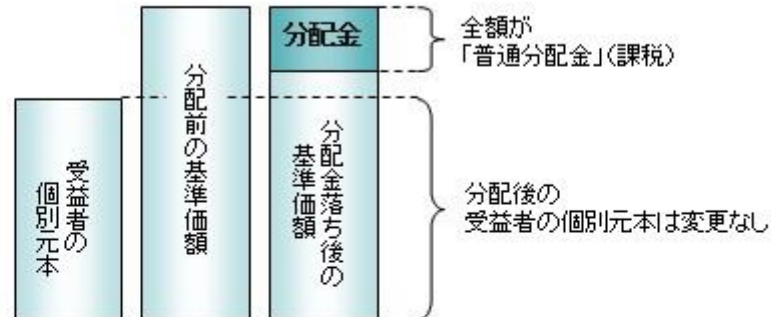 受益者の
個別元本
分配前の基準価額
分配金
分配金落ち後の
基準価額
全額が
「普通分配金」(課税)
分配後の
受益者の個別元本は変更なし